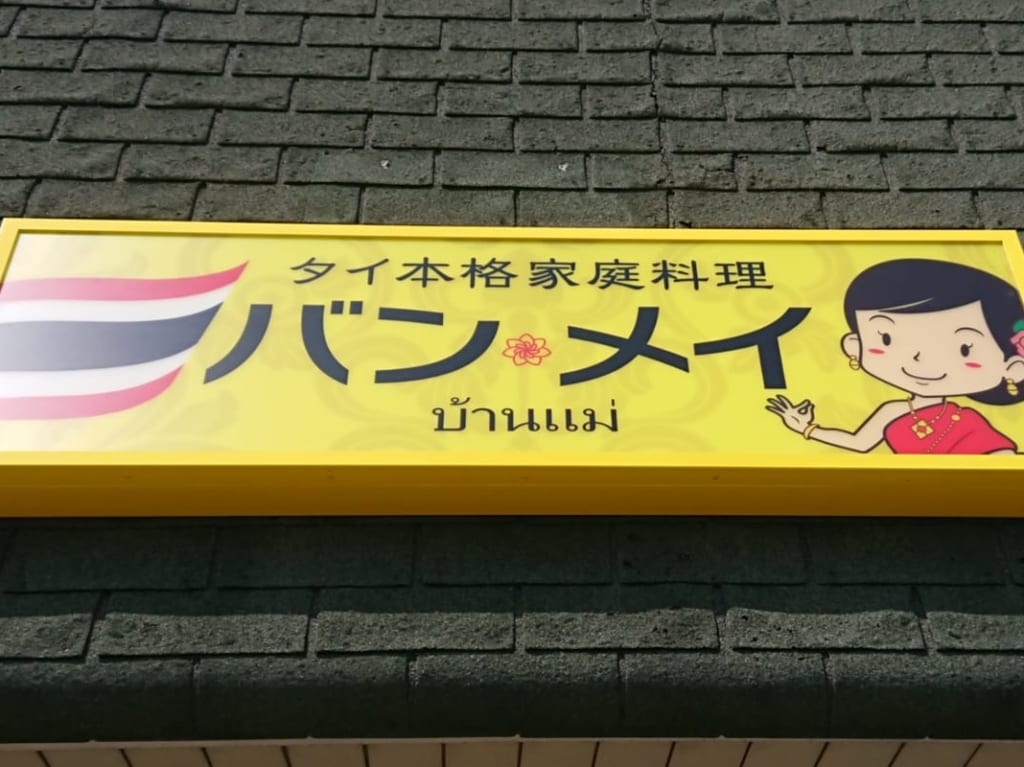 タイ本格家庭料理
バン メイ
บ้านแม่